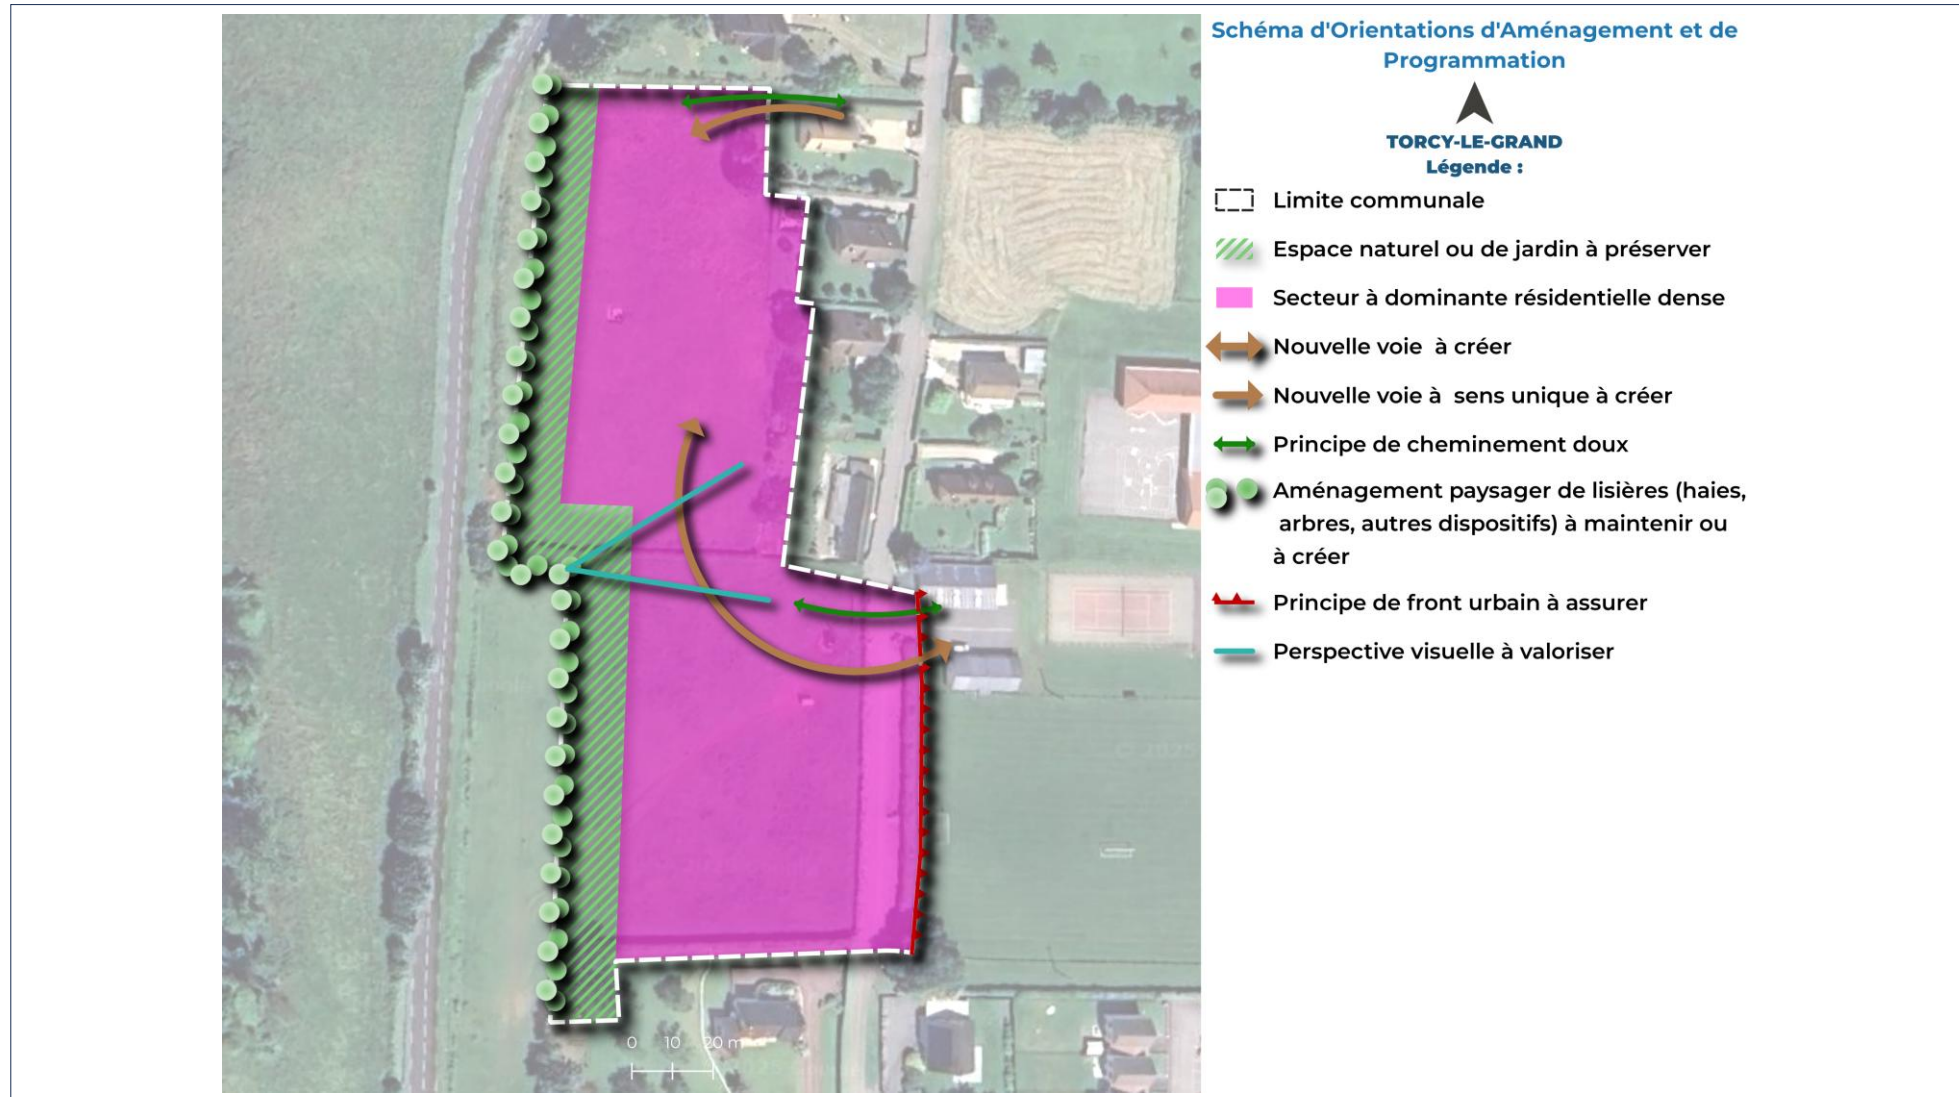 Schéma d'Orientations d'Aménagement et de
Programmation
TORCY-LE-GRAND
Légende :
Limite communale
Espace naturel ou de jardin à préserver
Secteur à dominante résidentielle dense
Nouvelle voie à créer
Nouvelle voie à sens unique à créer
Principe de cheminement doux
Aménagement paysager de lisières (haies,
arbres, autres dispositifs) à maintenir ou
à créer
Principe de front urbain à assurer
Perspective visuelle à valoriser
0 10 20 m